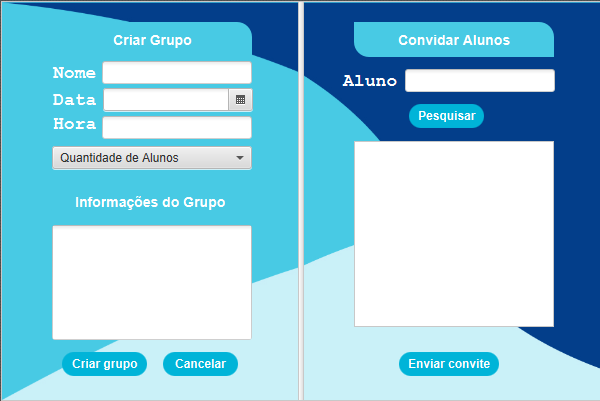 Criar Grupo
Nome
Data
Hora
Quantidade de Alunos
Informações do Grupo
Criar grupo
Cancelar
Convidar Alunos
Aluno
Pesquisar
Enviar convite